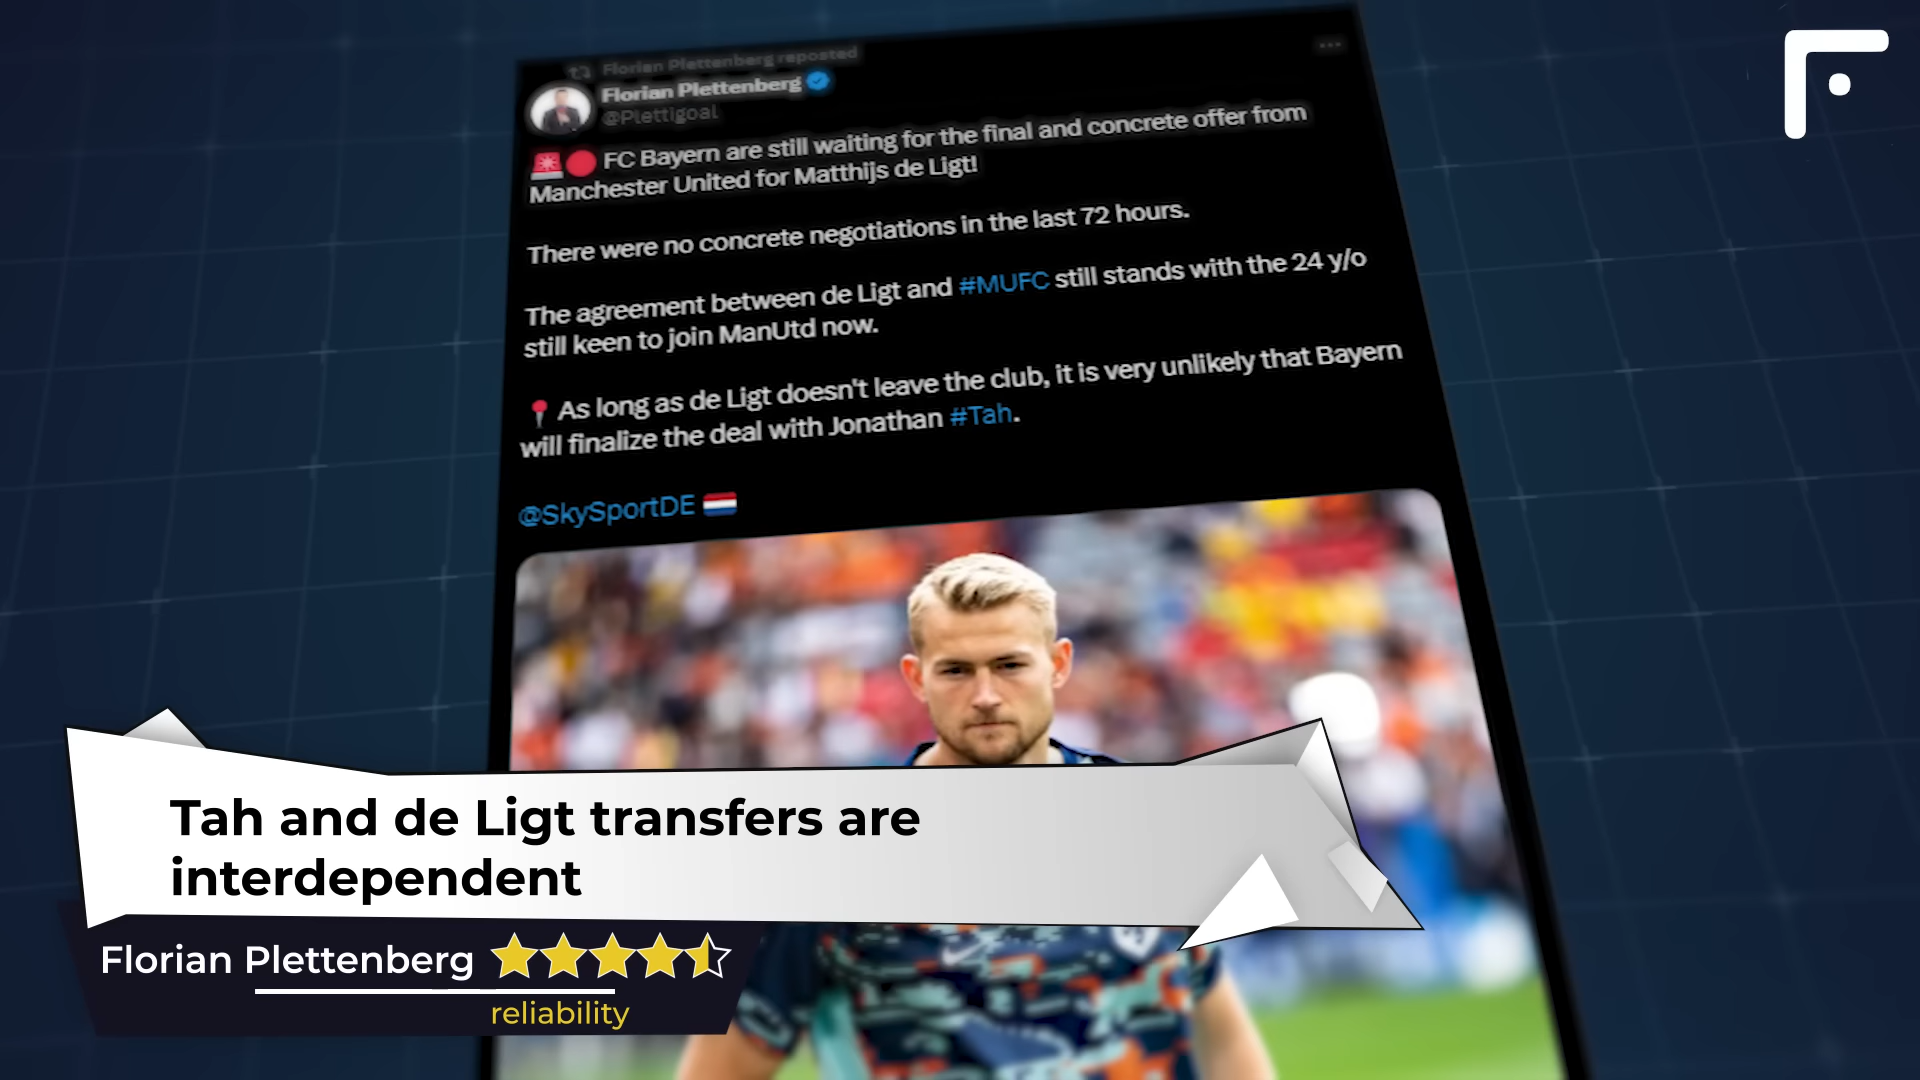 Florian Plettenberg reposted
Florian Plettenberg
@Plettigoal
FC Bayern are still waiting for the final and concrete offer from
Manchester United for Matthijs de Ligt!
There were no concrete negotiations in the last 72 hours.
The agreement between de Ligt and #MUFC still stands with the 24 y/o
still keen to join ManUtd now.
As long as de Ligt doesn't leave the club, it is very unlikely that Bayern
will finalize the deal with Jonathan #Tah.
@SkySportDE
Tah and de Ligt transfers are
interdependent
Florian Plettenberg
reliability